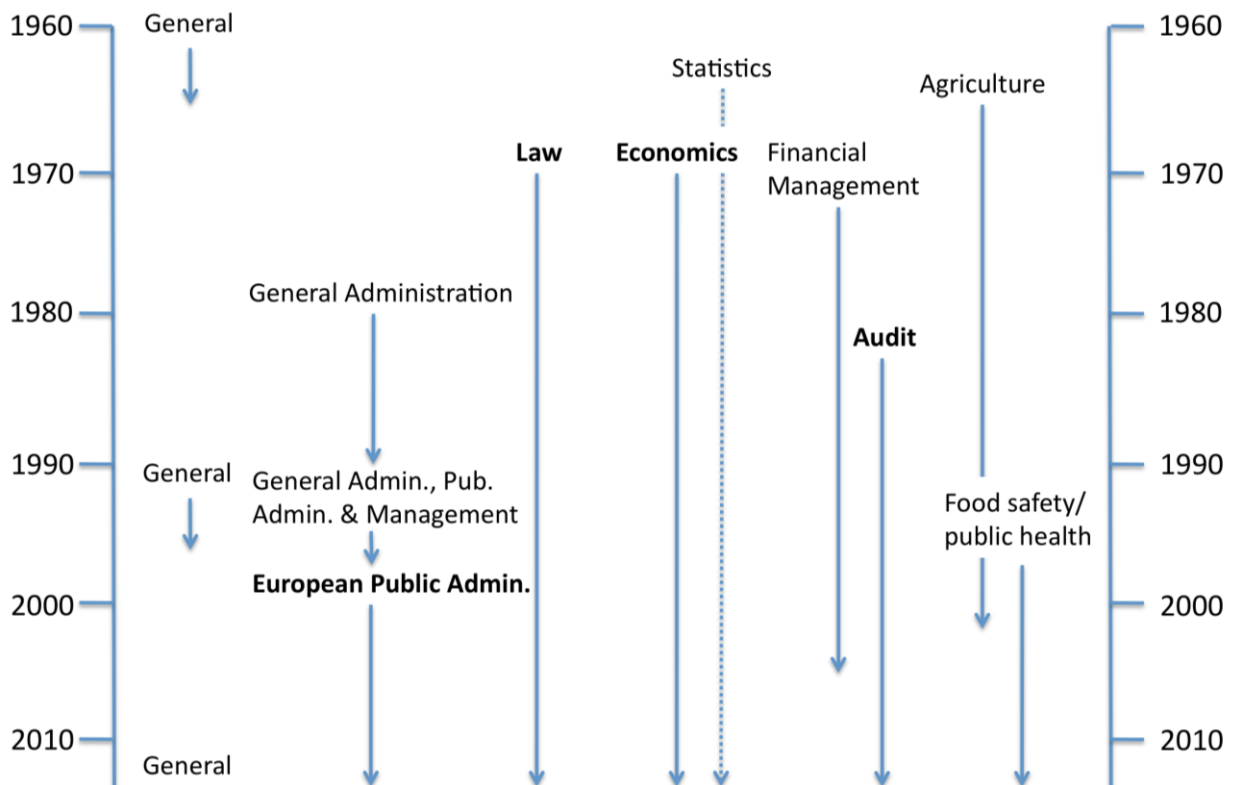 1960
General
1960
Statistics
Agriculture
Law
Economics
Financial
Management
1970
1970
General Administration
1980
1980
Audit
1990
1990
General
General Admin., Pub.
Admin. & Management
Food safety/
public health
European Public Admin.
2000
2000
2010
2010
General